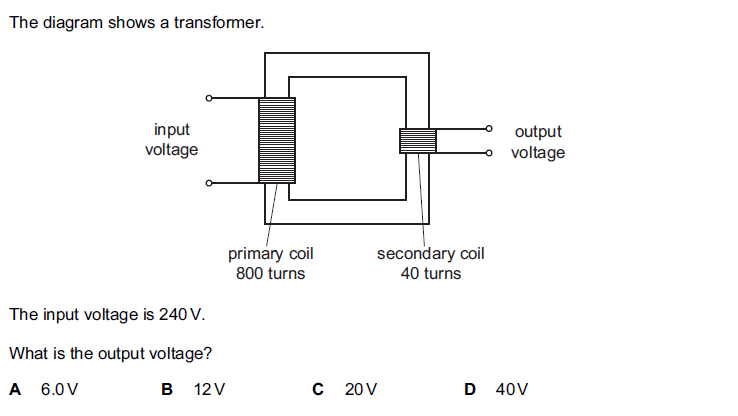 The diagram shows a transformer.
input
voltage
output
voltage
primary coil
800 turns
secondary coil
40 turns
The input voltage is 240 V.
What is the output voltage?
A 6.0 V B 12 V C 20 V D 40 V